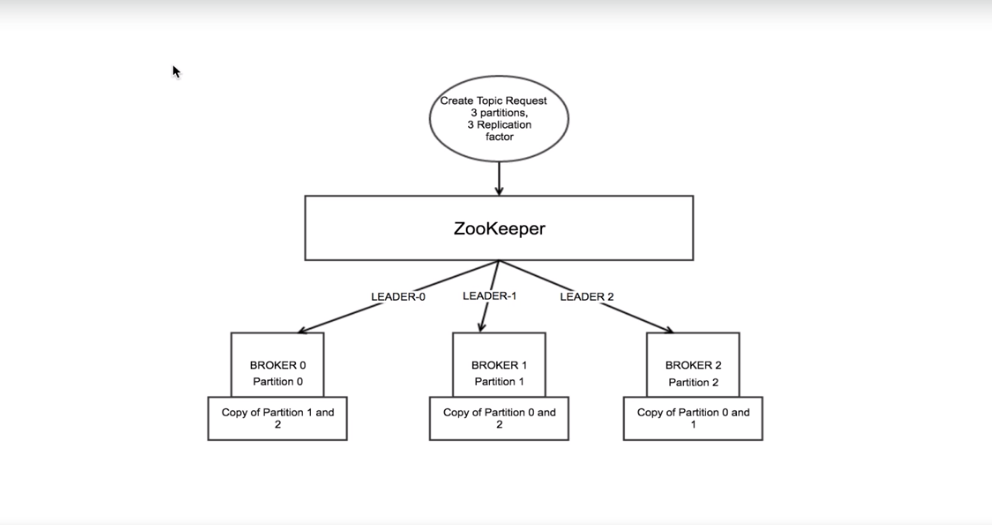 Create Topic Request
3 partitions,
3 Replication
factor
ZooKeeper
LEADER-0
LEADER-1
LEADER 2
BROKER 0
Partition 0
BROKER 1
Partition 1
BROKER 2
Partition 2
Copy of Partition 1 and
2
Copy of Partition 0 and
2
Copy of Partition 0 and
1